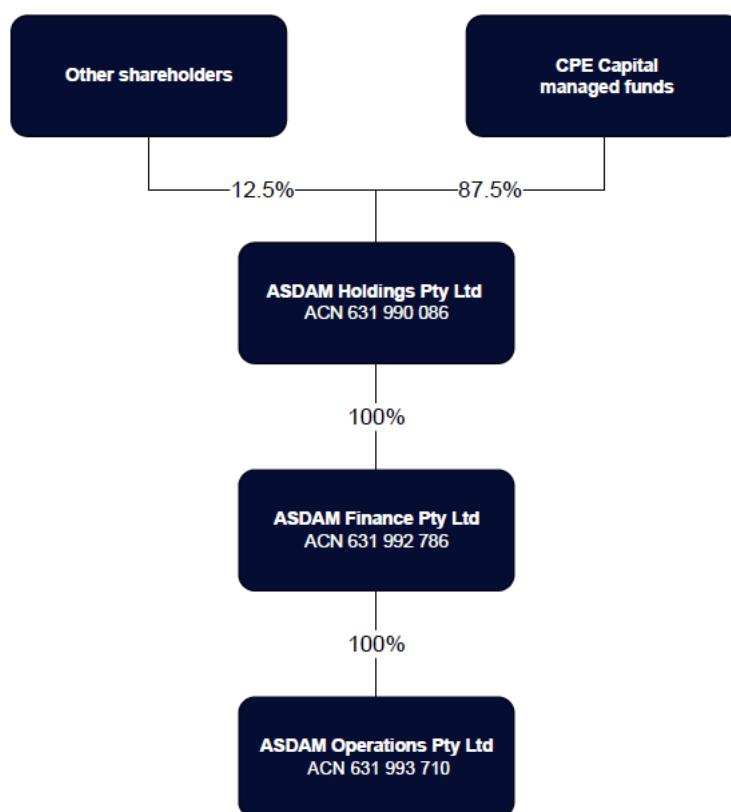 Other shareholders
CPE Capital
managed funds
12.5%
87.5%
ASDAM Holdings Pty Ltd
ACN 631 990 086
100%
ASDAM Finance Pty Ltd
ACN 631 992 786
100%
ASDAM Operations Pty Ltd
ACN 631 993 710